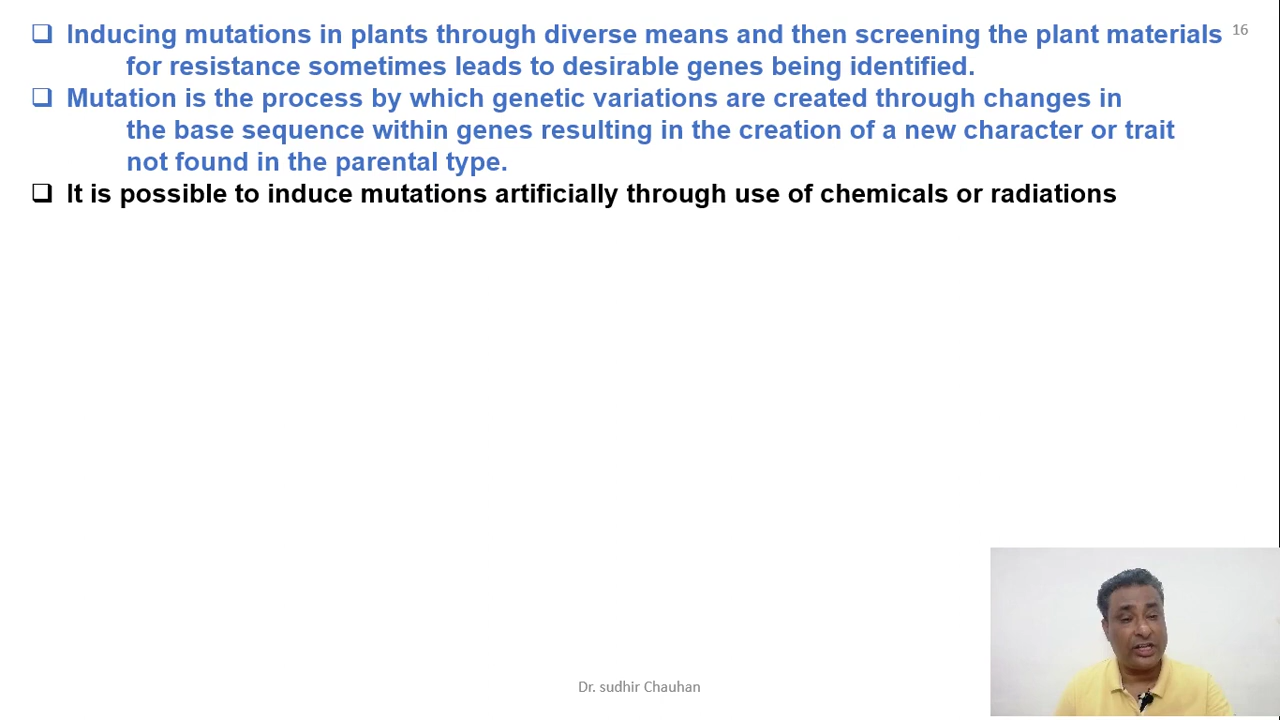 ❑ Inducing mutations in plants through diverse means and then screening the plant materials
16
for resistance sometimes leads to desirable genes being identified.
❑ Mutation is the process by which genetic variations are created through changes in
the base sequence within genes resulting in the creation of a new character or trait
not found in the parental type.
❑ It is possible to induce mutations artificially through use of chemicals or radiations
Dr. sudhir Chauhan